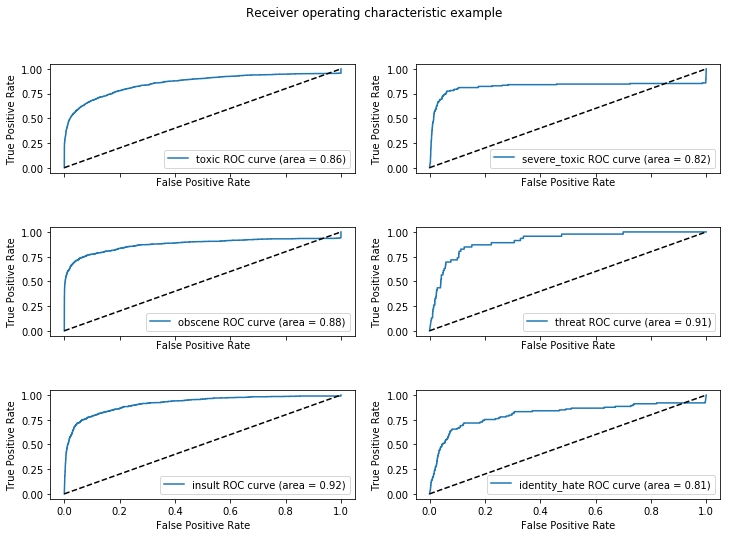 Receiver operating characteristic example
True Positive Rate
1.00
0.75
0.50
0.25
0.00
toxic ROC curve (area = 0.86)
False Positive Rate
True Positive Rate
1.00
0.75
0.50
0.25
0.00
severe_toxic ROC curve (area = 0.82)
False Positive Rate
True Positive Rate
1.00
0.75
0.50
0.25
0.00
obscene ROC curve (area = 0.88)
False Positive Rate
True Positive Rate
1.00
0.75
0.50
0.25
0.00
threat ROC curve (area = 0.91)
False Positive Rate
True Positive Rate
1.00
0.75
0.50
0.25
0.00
insult ROC curve (area = 0.92)
0.0 0.2 0.4 0.6 0.8 1.0
False Positive Rate
True Positive Rate
1.00
0.75
0.50
0.25
0.00
identity_hate ROC curve (area = 0.81)
0.0 0.2 0.4 0.6 0.8 1.0
False Positive Rate